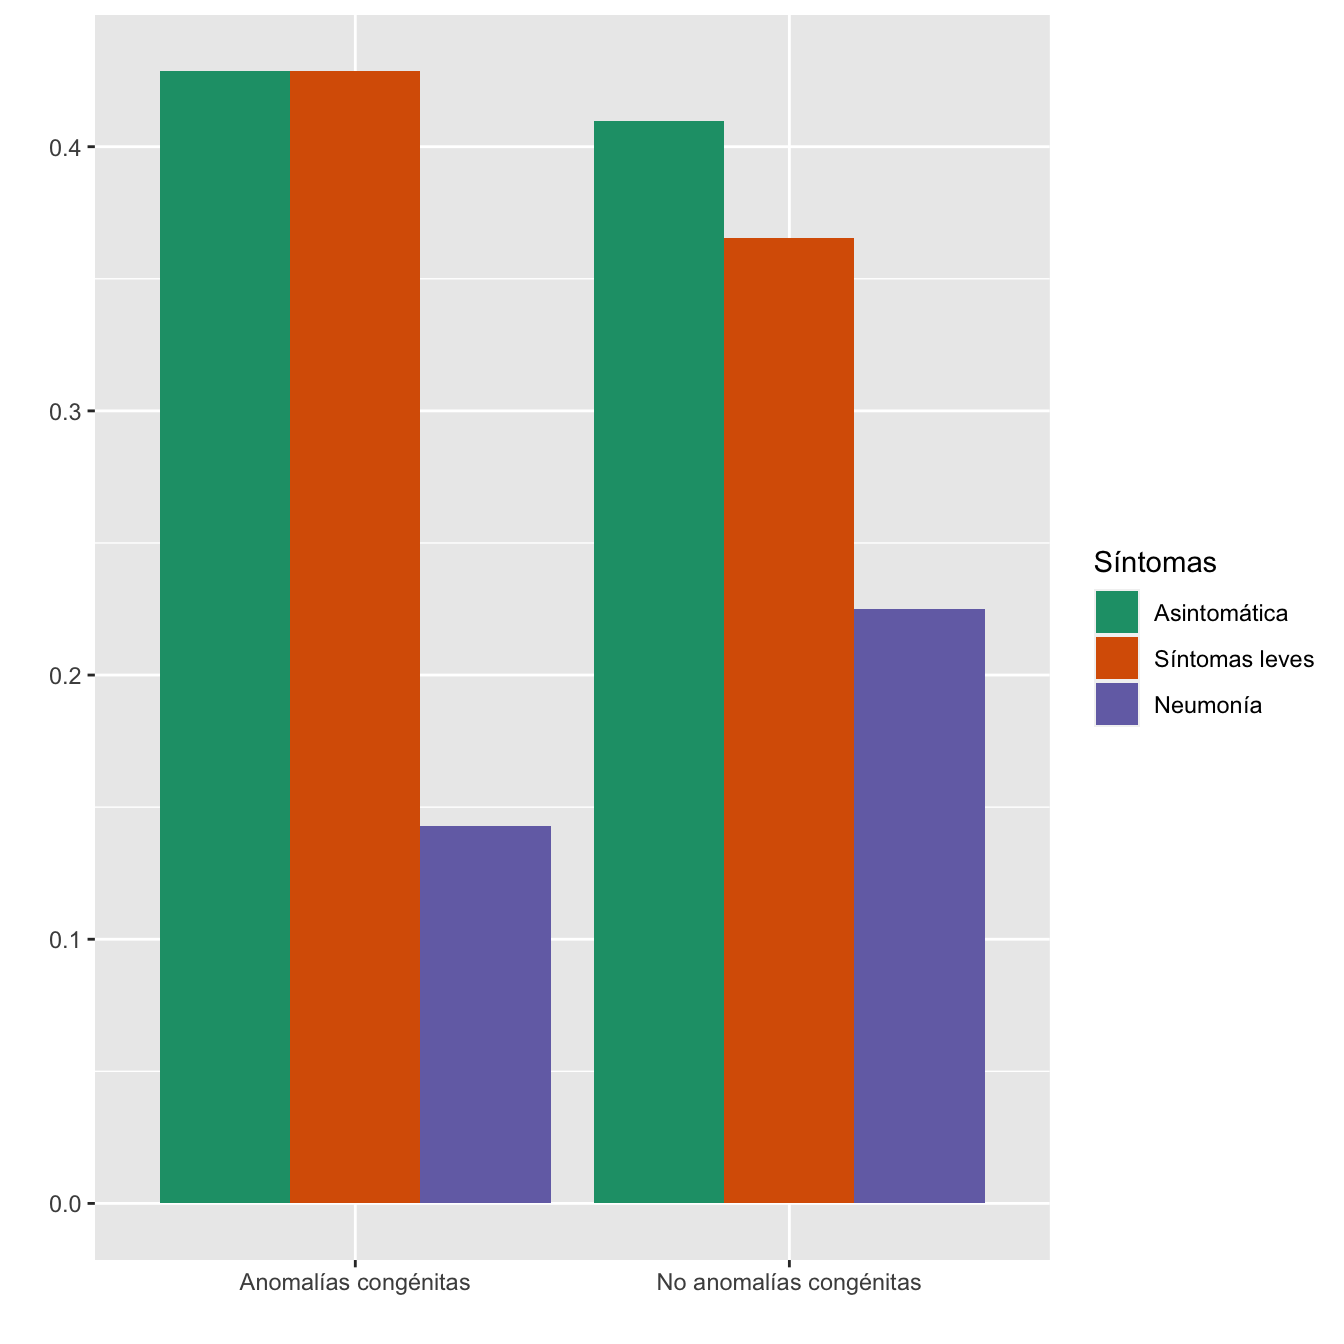 0.4
0.3
0.2
0.1
0.0
Anomalías congénitas
No anomalías congénitas
Síntomas
Asintomática
Síntomas leves
Neumonía